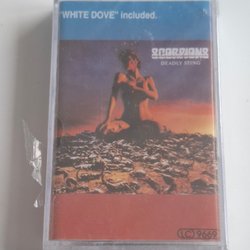 "WHITE DOVE" included.
SCORPIONS
DEADLY STING
LC 9669